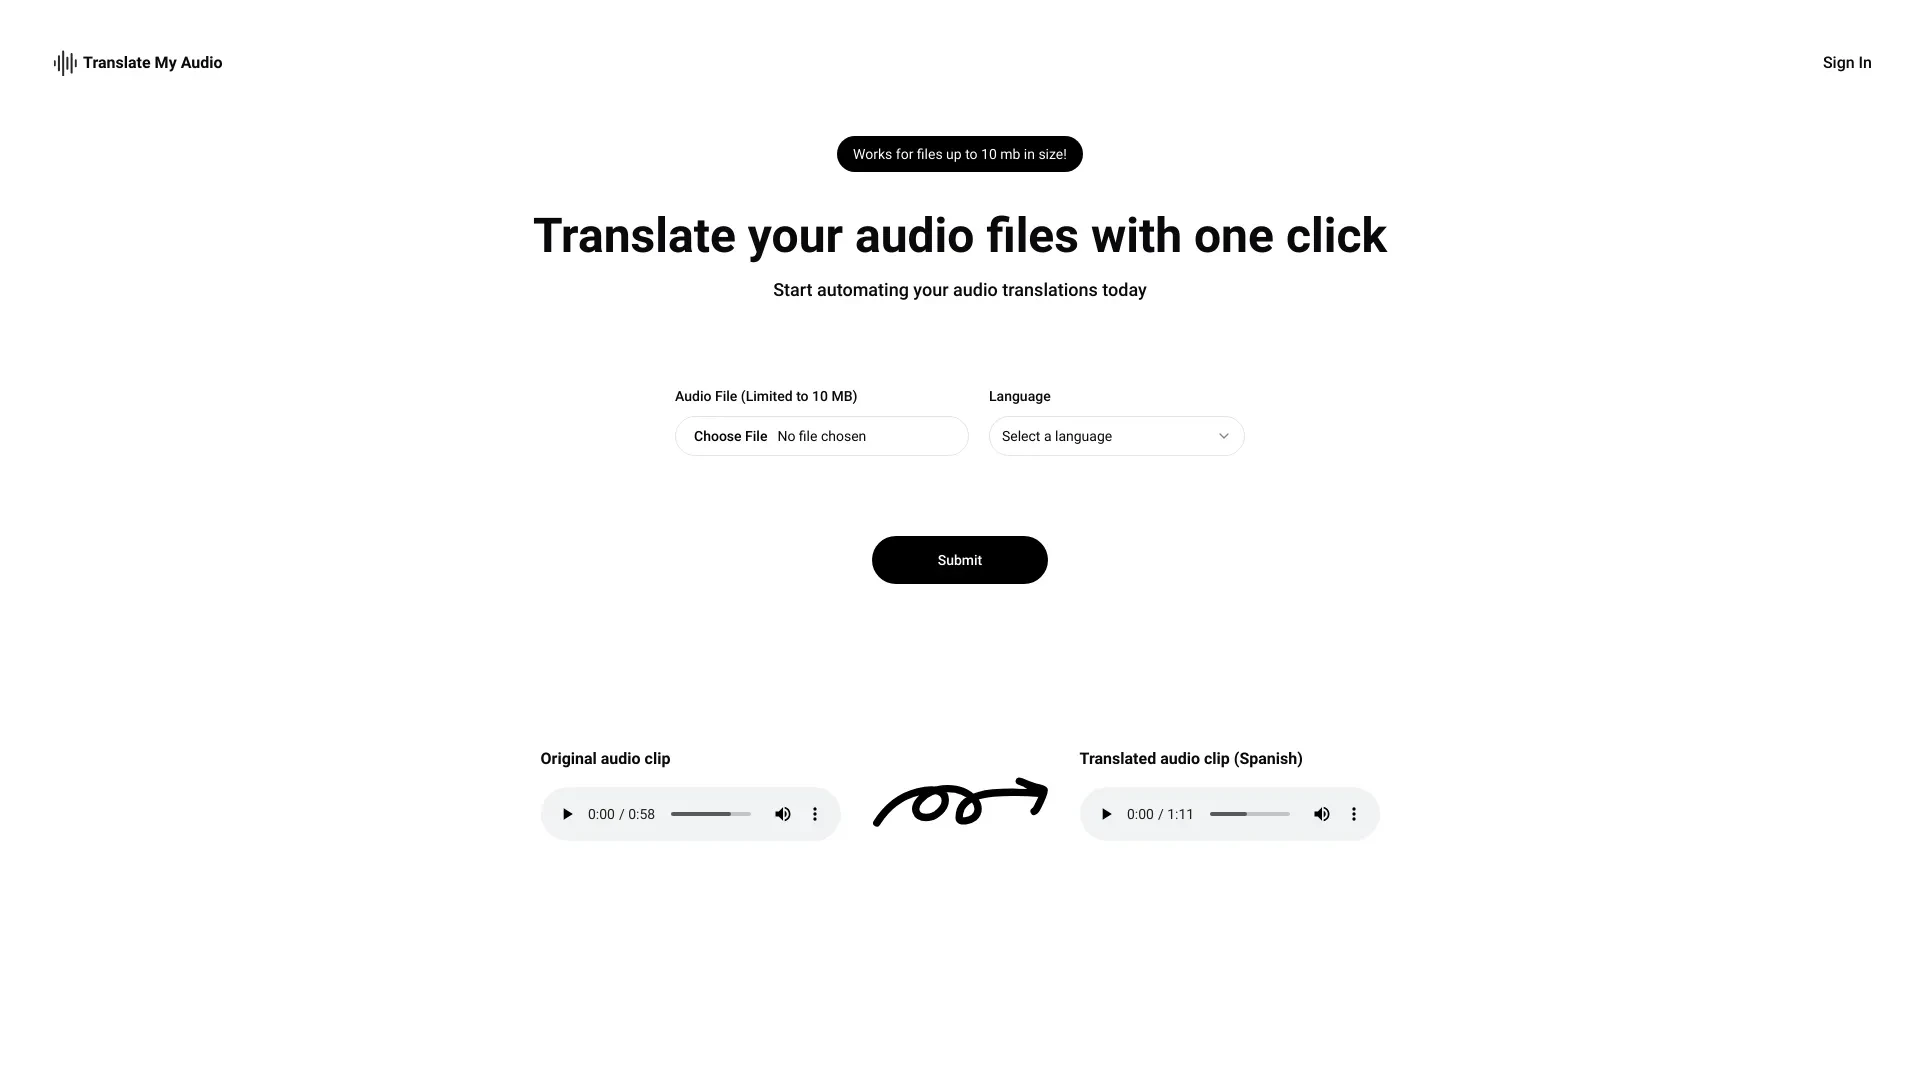 Translate My Audio
Sign In
Works for files up to 10 mb in size!
Translate your audio files with one click
Start automating your audio translations today
Audio File (Limited to 10 MB)
Language
Choose File No file chosen
Select a language
Submit
Original audio clip
Translated audio clip (Spanish)
0:00 / 0:58
0:00 / 1:11